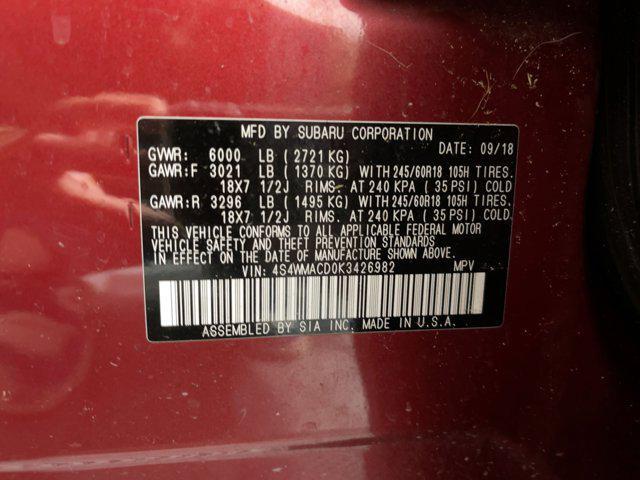 MFD BY SUBARU CORPORATION DATE: 09/18
GVWR: 6000 LB (2721 KG)
GAWR:F 3021 LB (1370 KG) WITH 245/60R18 105H TIRES.
18X7 1/2J RIMS. AT 240 KPA (35 PSI) COLD
GAWR:R 3296 LB (1495 KG) WITH 245/60R18 105H TIRES.
18X7 1/2J RIMS. AT 240 KPA (35 PSI) COLD
THIS VEHICLE CONFORMS TO ALL APPLICABLE FEDERAL MOTOR
VEHICLE SAFETY AND THEFT PREVENTION STANDARDS
IN EFFECT ON THE DATE OF MANUFACTURE SHOWN ABOVE.
VIN: 4S4WMACD0K3426982 MPV
ASSEMBLED BY SIA INC. MADE IN U.S.A.